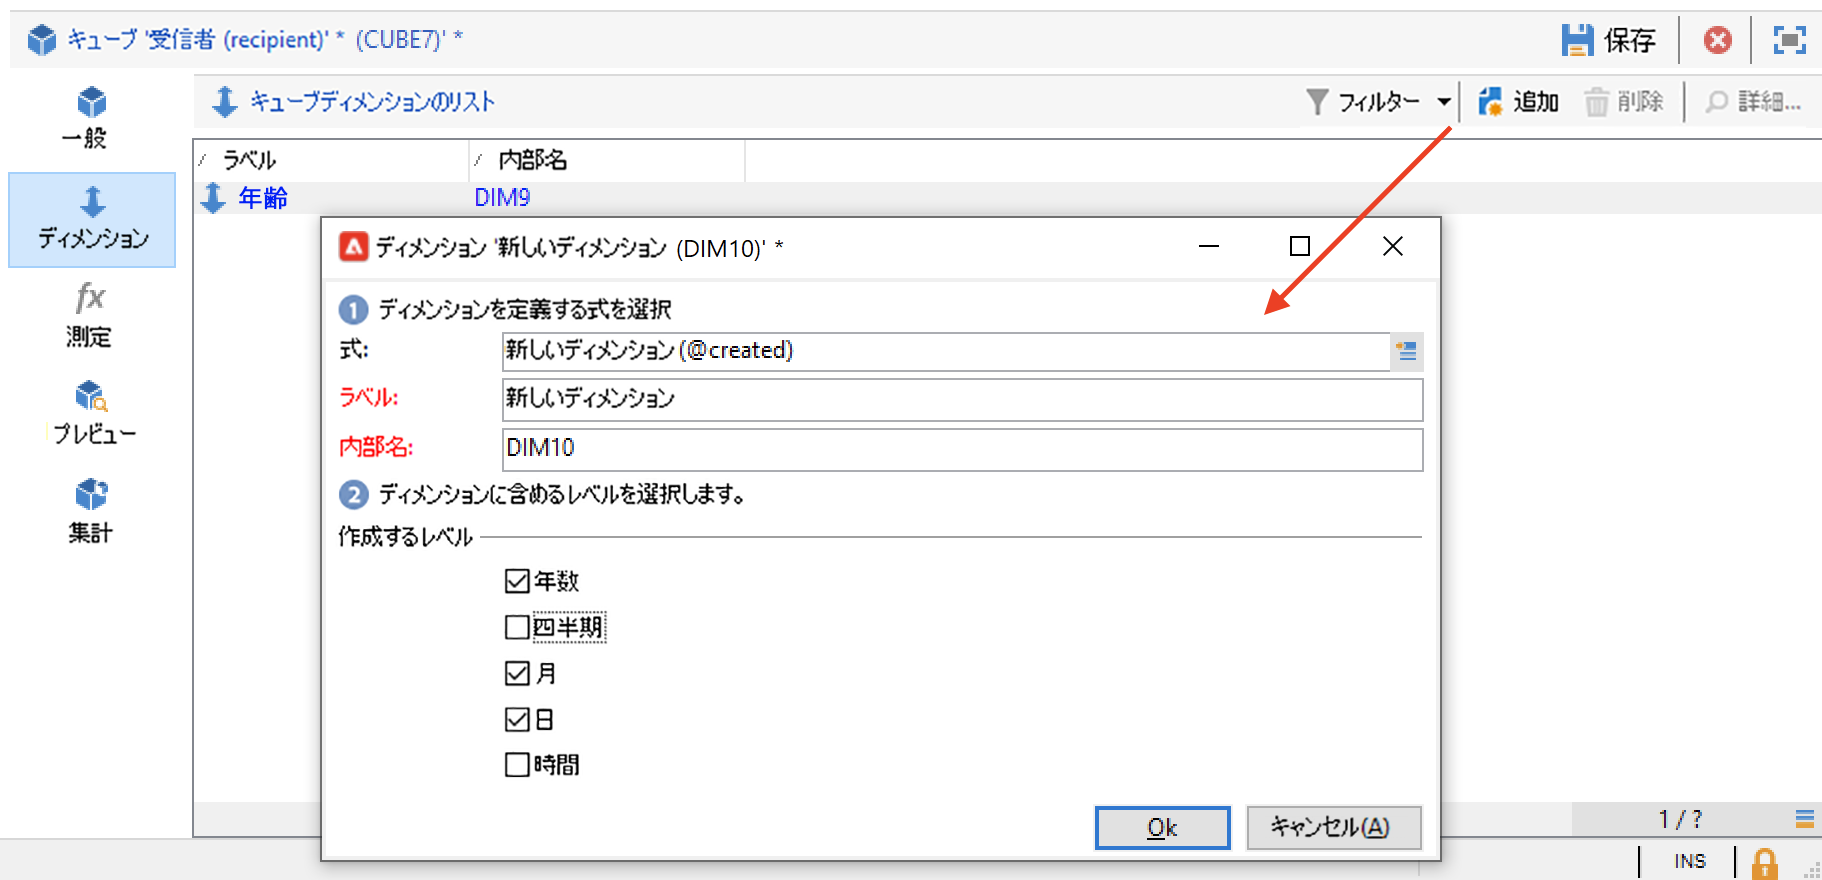 キューブ '受信者 (recipient)' * (CUBE7)' *
保存
一般
ディメンション
fx
測定
プレビュー
集計
キューブディメンションのリスト
フィルター
追加
削除
詳細...
ラベル
内部名
年齢
DIM9
ディメンション '新しいディメンション (DIM10)' *
1 ディメンションを定義する式を選択
式:
新しいディメンション (@created)
ラベル:
新しいディメンション
内部名:
DIM10
2 ディメンションに含めるレベルを選択します。
作成するレベル
年数
四半期
月
日
時間
Ok
キャンセル(A)
1 / ?
INS